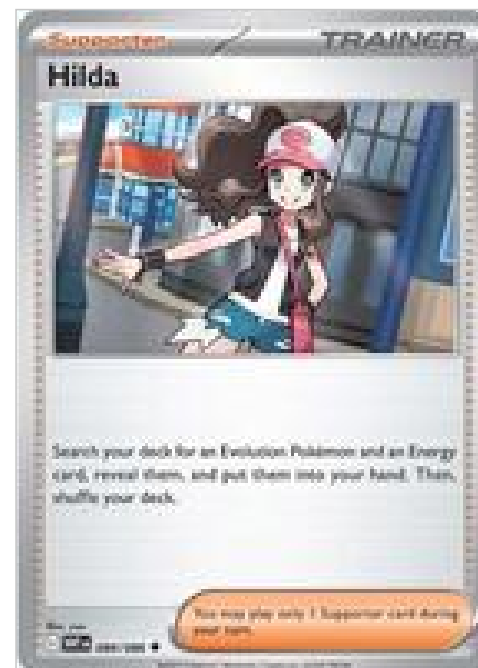 Supporter TRAINER
Hilda
Search your deck for an Evolution Pokémon and an Energy
card, reveal them, and put them into your hand. Then,
shuffle your deck.
You may play only 1 Supporter card during
your turn.